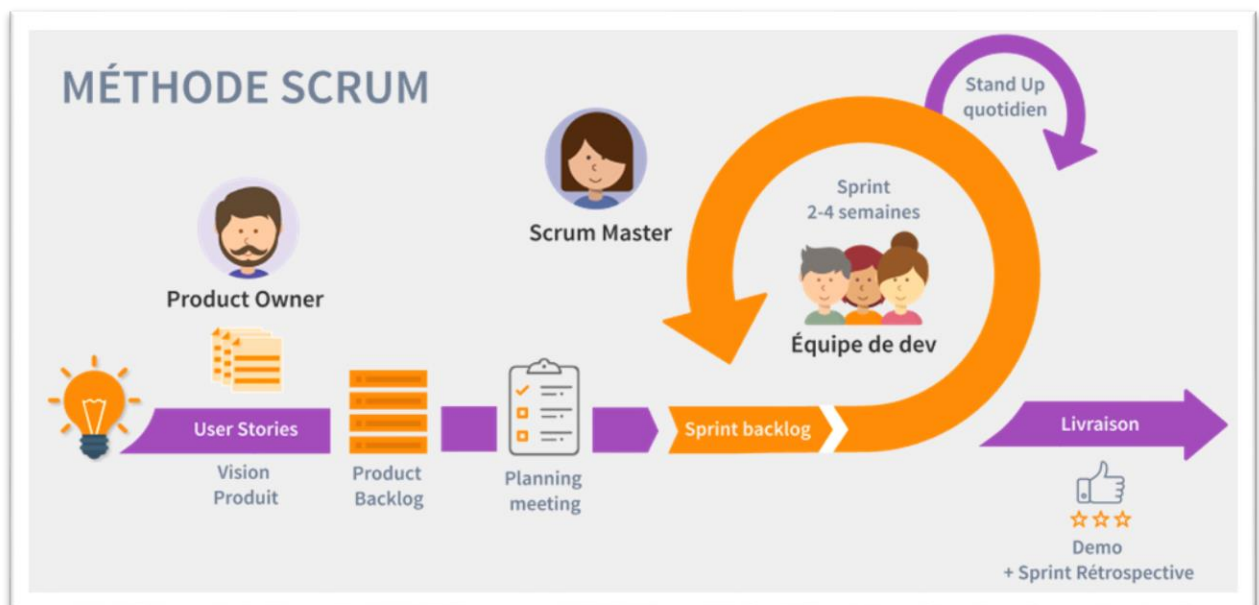 MÉTHODE SCRUM
Stand Up
quotidien
Sprint
2-4 semaines
Scrum Master
Product Owner
Équipe de dev
User Stories
Sprint backlog
Livraison
Vision
Produit
Product
Backlog
Planning
meeting
Demo
+ Sprint Rétrospective